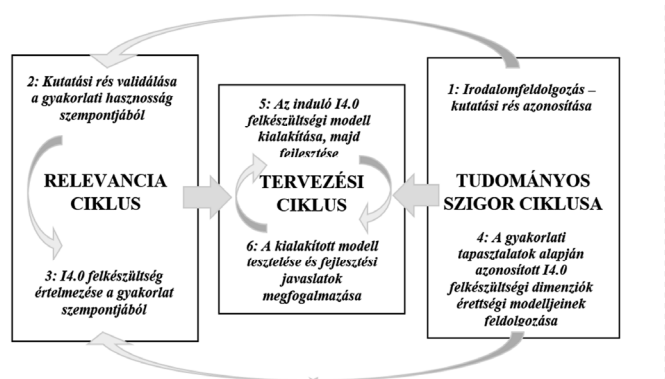 2: Kutatási rés validálása
a gyakorlati hasznosság
szempontjából
RELEVANCIA
CIKLUS
3: I4.0 felkészültség
értelmezése a gyakorlat
szempontjából
5: Az induló I4.0
felkészültségi modell
kialakítása, majd
fejlesztése
TERVEZÉSI
CIKLUS
6: A kialakított modell
tesztelése és fejlesztési
javaslatok
megfogalmazása
1: Irodalomfeldolgozás –
kutatási rés azonosítása
TUDOMÁNYOS
SZIGOR CIKLUSA
4: A gyakorlati
tapasztalatok alapján
azonosított I4.0
felkészültségi dimenziók
érettségi modelljeinek
feldolgozása